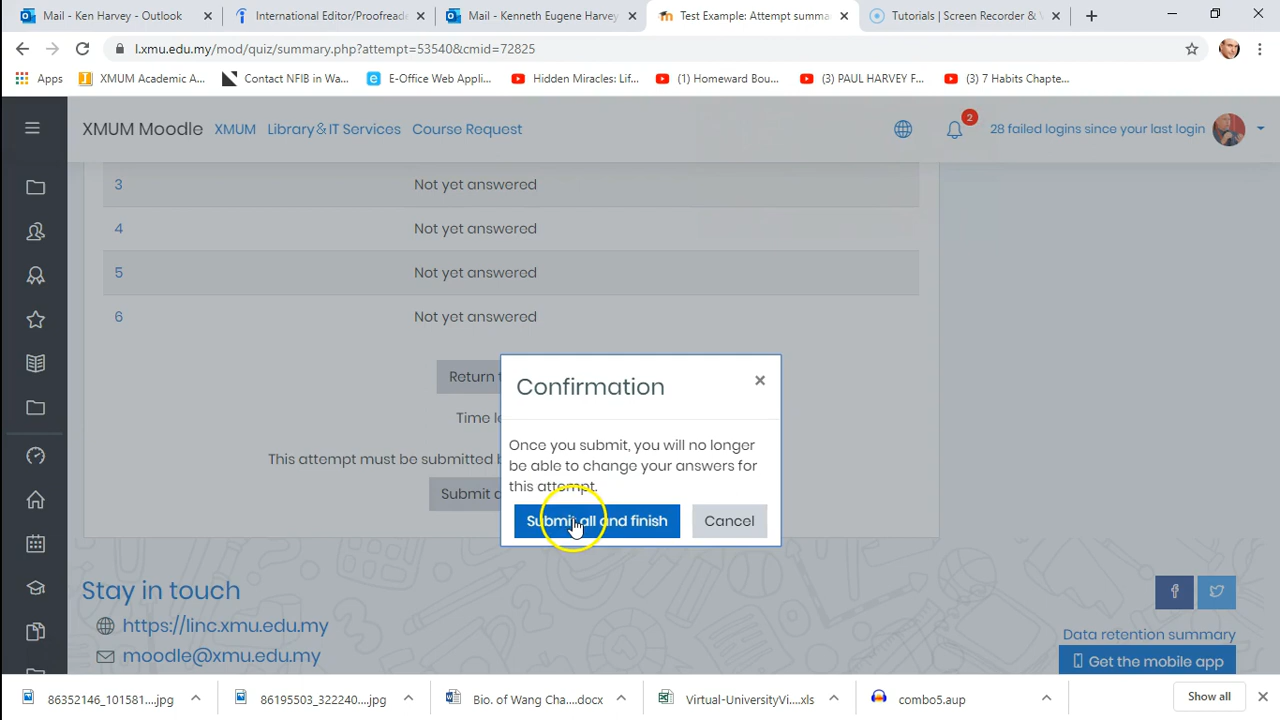 Mail - Ken Harvey - Outlook
International Editor/Proofreade
Mail - Kenneth Eugene Harvey
Test Example: Attempt summa
Tutorials | Screen Recorder & V
l.xmu.edu.my/mod/quiz/summary.php?attempt=53540&cmid=72825
Apps
XMUM Academic A...
Contact NFIB in Wa...
E-Office Web Appli...
Hidden Miracles: Lif...
(1) Homeward Bou...
(3) PAUL HARVEY F...
(3) 7 Habits Chapte...
XMUM Moodle
XMUM
Library&IT Services
Course Request
2
28 failed logins since your last login
3 Not yet answered
4 Not yet answered
5 Not yet answered
6 Not yet answered
Return t
Time le
This attempt must be submitted b
Submit a
Confirmation
×
Once you submit, you will no longer
be able to change your answers for
this attempt.
Submit all and finish
Cancel
Stay in touch
https://linc.xmu.edu.my
moodle@xmu.edu.my
Data retention summary
Get the mobile app
86352146_101581....jpg
86195503_322240....jpg
Bio. of Wang Cha....docx
Virtual-UniversityVi....xls
combo5.aup
Show all